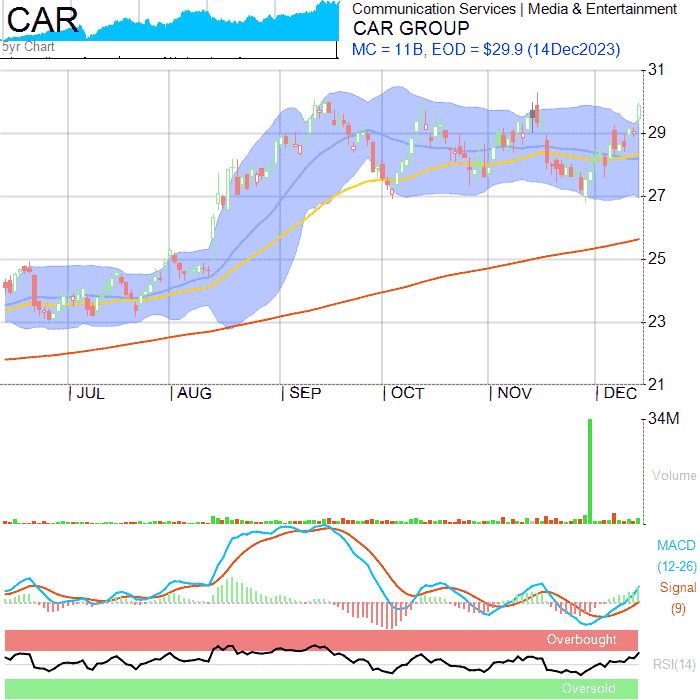 CAR
5yr Chart
Communication Services | Media & Entertainment
CAR GROUP
MC = 11B, EOD = $29.9 (14Dec2023)
31
29
27
25
23
21
JUL
AUG
SEP
OCT
NOV
DEC
34M
Volume
MACD
(12-26)
Signal
(9)
Overbought
RSI(14)
Oversold